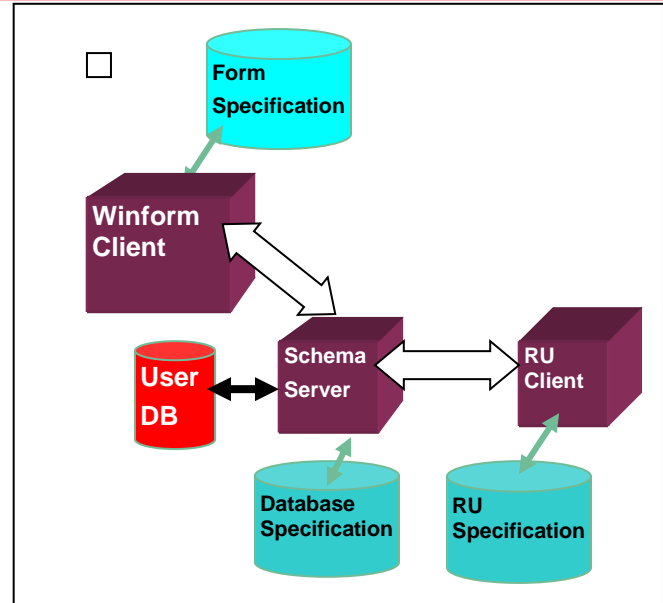 Form
Specification
Winform
Client
Schema
Server
RU
Client
User
DB
Database
Specification
RU
Specification